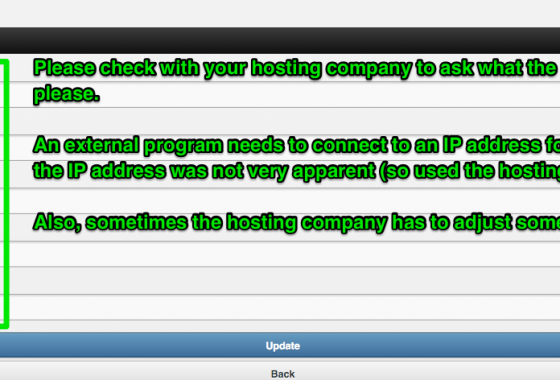 Please check with your hosting company to ask what the
please.
An external program needs to connect to an IP address fo
the IP address was not very apparent (so used the hosting
Also, sometimes the hosting company has to adjust some
Update
Back